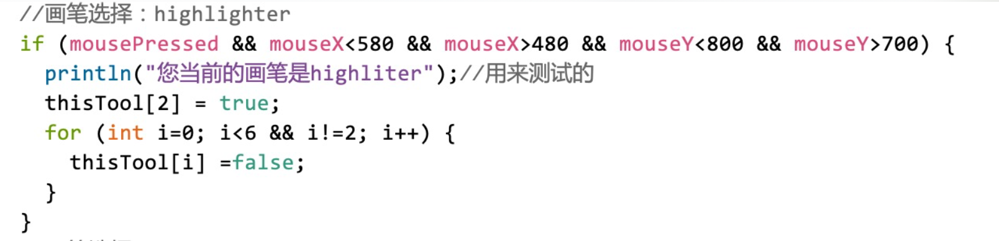 //画笔选择：highlighter
if (mousePressed && mouseX<580 && mouseX>480 && mouseY<800 && mouseY>700) {
println("您当前的画笔是highliter");//用来测试的
thisTool[2] = true;
for (int i=0; i<6 && i!=2; i++) {
thisTool[i] =false;
}
}